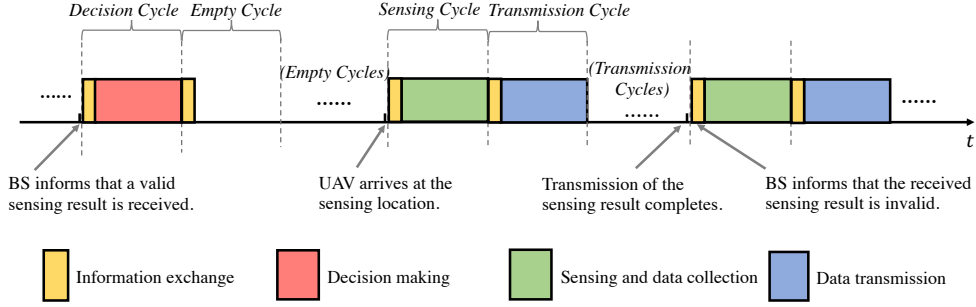 Decision Cycle Empty Cycle Sensing Cycle Transmission Cycle
(Empty Cycles) (Transmission
Cycles)
...... ...... ...... ......
t
BS informs that a valid
sensing result is received.
UAV arrives at the
sensing location.
Transmission of the
sensing result completes.
BS informs that the received
sensing result is invalid.
Information exchange Decision making Sensing and data collection Data transmission